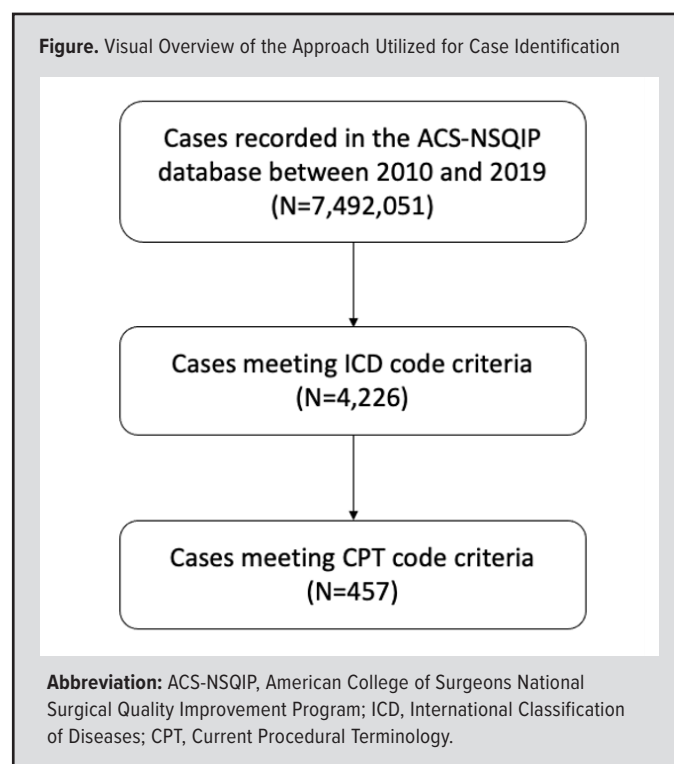 Figure. Visual Overview of the Approach Utilized for Case Identification
Cases recorded in the ACS-NSQIP
database between 2010 and 2019
(N=7,492,051)
Cases meeting ICD code criteria
(N=4,226)
Cases meeting CPT code criteria
(N=457)
Abbreviation: ACS-NSQIP, American College of Surgeons National
Surgical Quality Improvement Program; ICD, International Classification
of Diseases; CPT, Current Procedural Terminology.